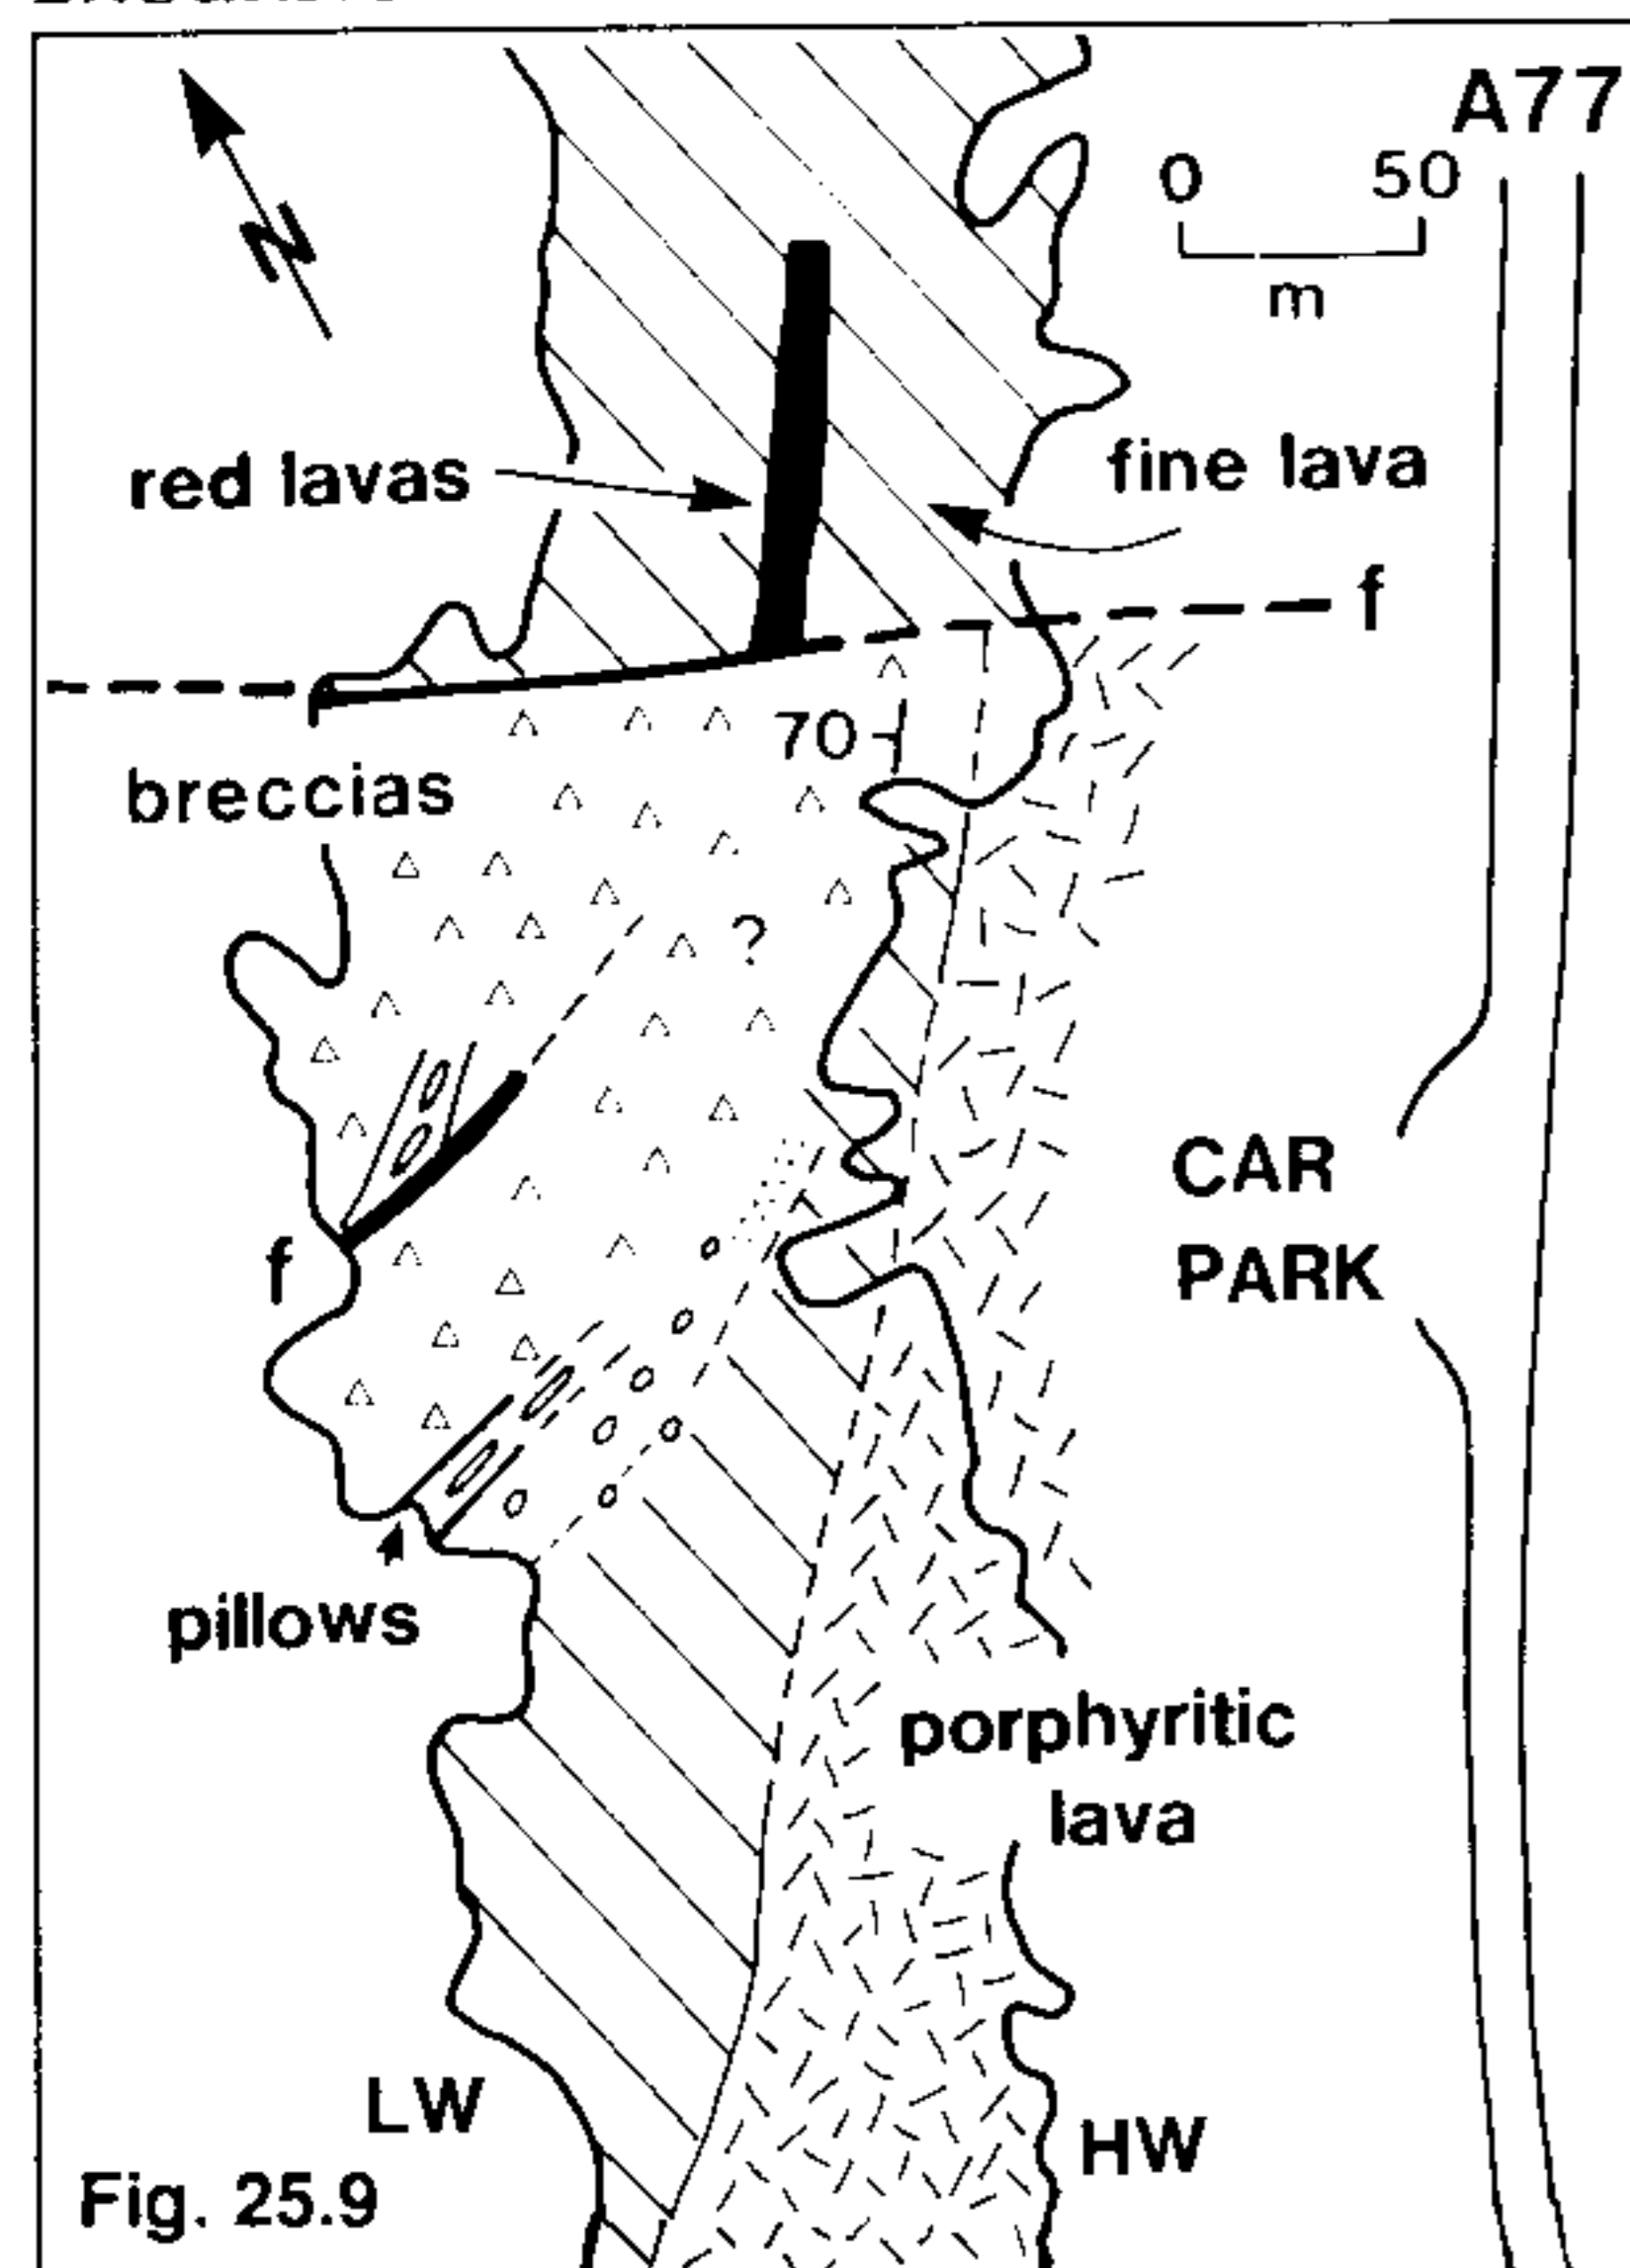 A77
0 50
m
N
red lavas
fine lava
f
70
breccias
?
f
CAR
PARK
pillows
porphyritic
lava
LW
HW
Fig. 25.9